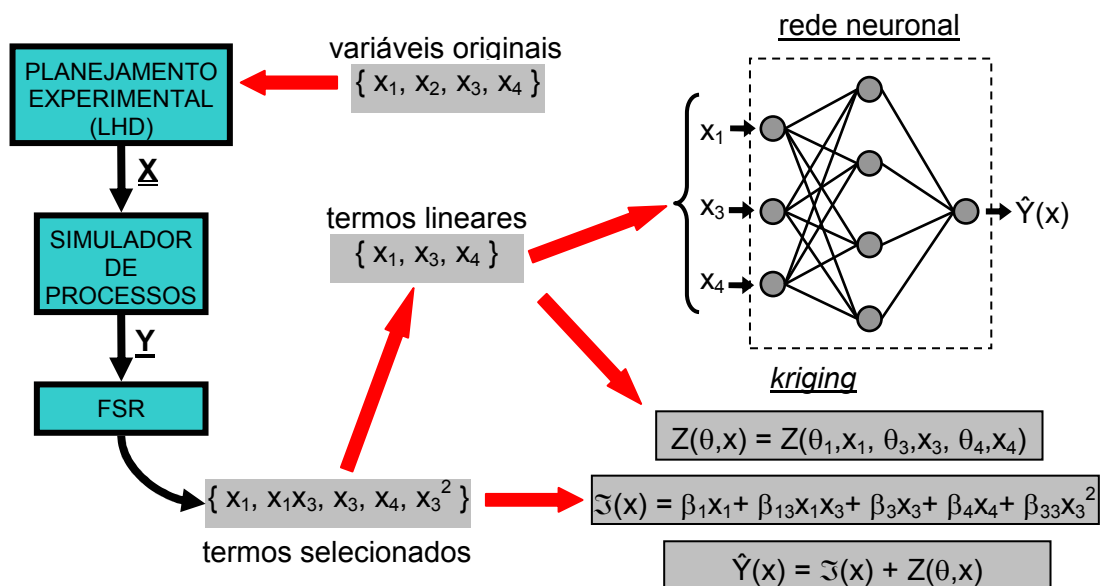 PLANEJAMENTO
EXPERIMENTAL
(LHD)
X
SIMULADOR
DE
PROCESSOS
Y
FSR
variáveis originais
{ x₁, x₂, x₃, x₄ }
termos lineares
{ x₁, x₃, x₄ }
{ x₁, x₁x₃, x₃, x₄, x₃² }
termos selecionados
rede neuronal
x₁
x₃
x₄
Ŷ(x)
kriging
Z(θ,x) = Z(θ₁,x₁, θ₃,x₃, θ₄,x₄)
ℑ(x) = β₁x₁+ β₁₃x₁x₃+ β₃x₃+ β₄x₄+ β₃₃x₃²
Ŷ(x) = ℑ(x) + Z(θ,x)